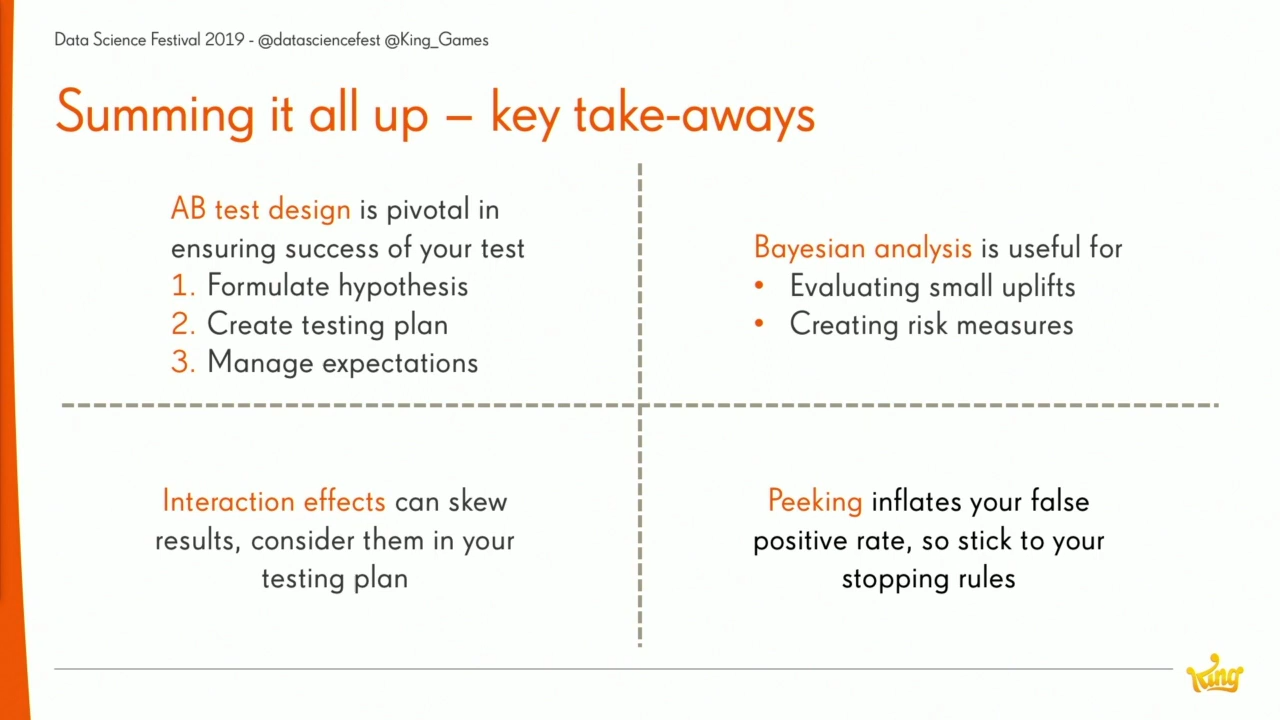 Data Science Festival 2019 - @datasciencefest @King_Games
Summing it all up – key take-aways
AB test design is pivotal in
ensuring success of your test
1. Formulate hypothesis
2. Create testing plan
3. Manage expectations
Bayesian analysis is useful for
• Evaluating small uplifts
• Creating risk measures
Interaction effects can skew
results, consider them in your
testing plan
Peeking inflates your false
positive rate, so stick to your
stopping rules
King